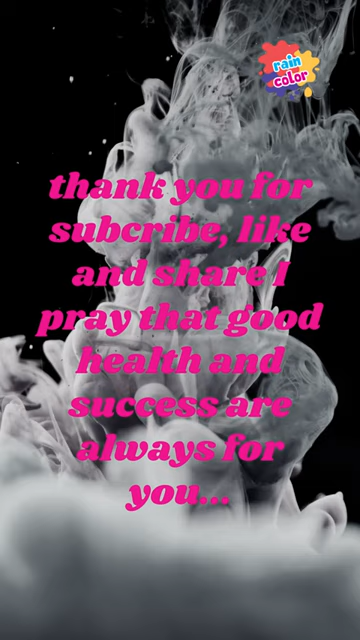 rain
color
thank you for
subcribe, like
and share I
pray that good
health and
success are
always for
you...